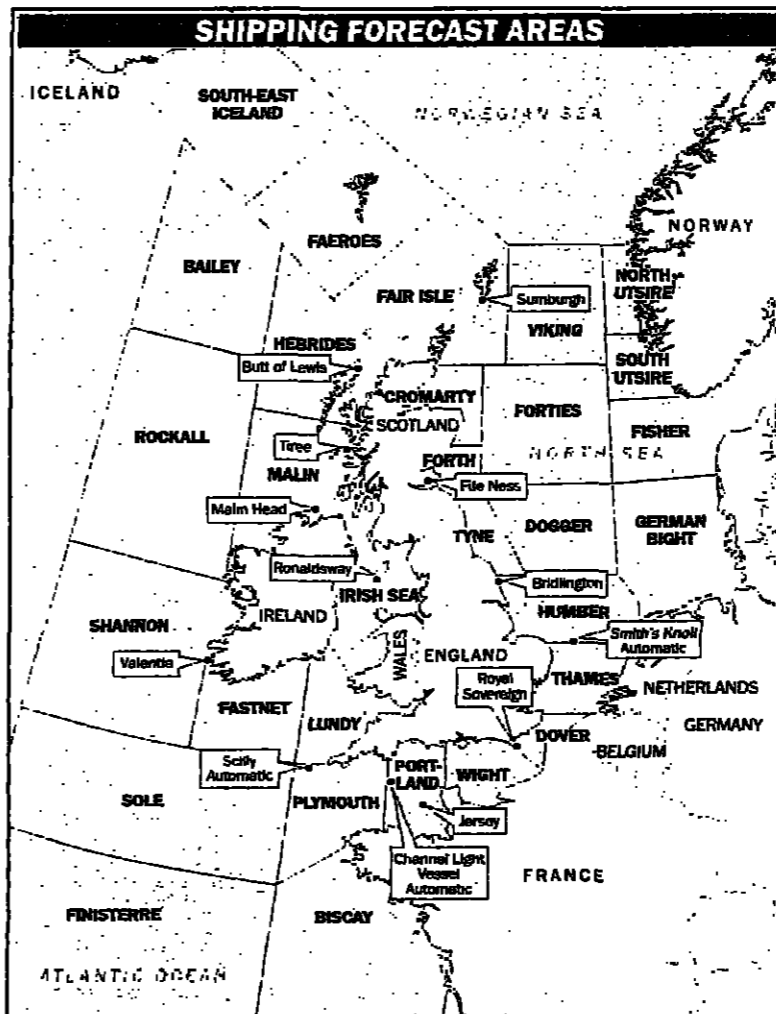 SHIPPING FORECAST AREAS
ICELAND
SOUTH-EAST
ICELAND
NORWEGIAN SEA
NORWAY
FAEROES
BAILEY
FAIR ISLE
Sumburgh
NORTH
UTSIRE
VIKING
HEBRIDES
Butt of Lewis
SOUTH
UTSIRE
CROMARTY
SCOTLAND
FORTIES
ROCKALL
FISHER
Tiree
NORTH SEA
FORTH
MALIN
Fife Ness
Malin Head
TYNE
DOGGER
GERMAN
BIGHT
Ronaldsway
Bridlington
IRISH SEA
IRELAND
HUMBER
SHANNON
Smith's Knoll
Automatic
WALES
ENGLAND
Valentia
Royal
Sovereign
THAMES
NETHERLANDS
FASTNET
LUNDY
DOVER
GERMANY
BELGIUM
Scilly
Automatic
PORT-
LAND
WIGHT
SOLE
PLYMOUTH
Jersey
Channel Light
Vessel
Automatic
FRANCE
FINISTERRE
BISCAY
ATLANTIC OCEAN